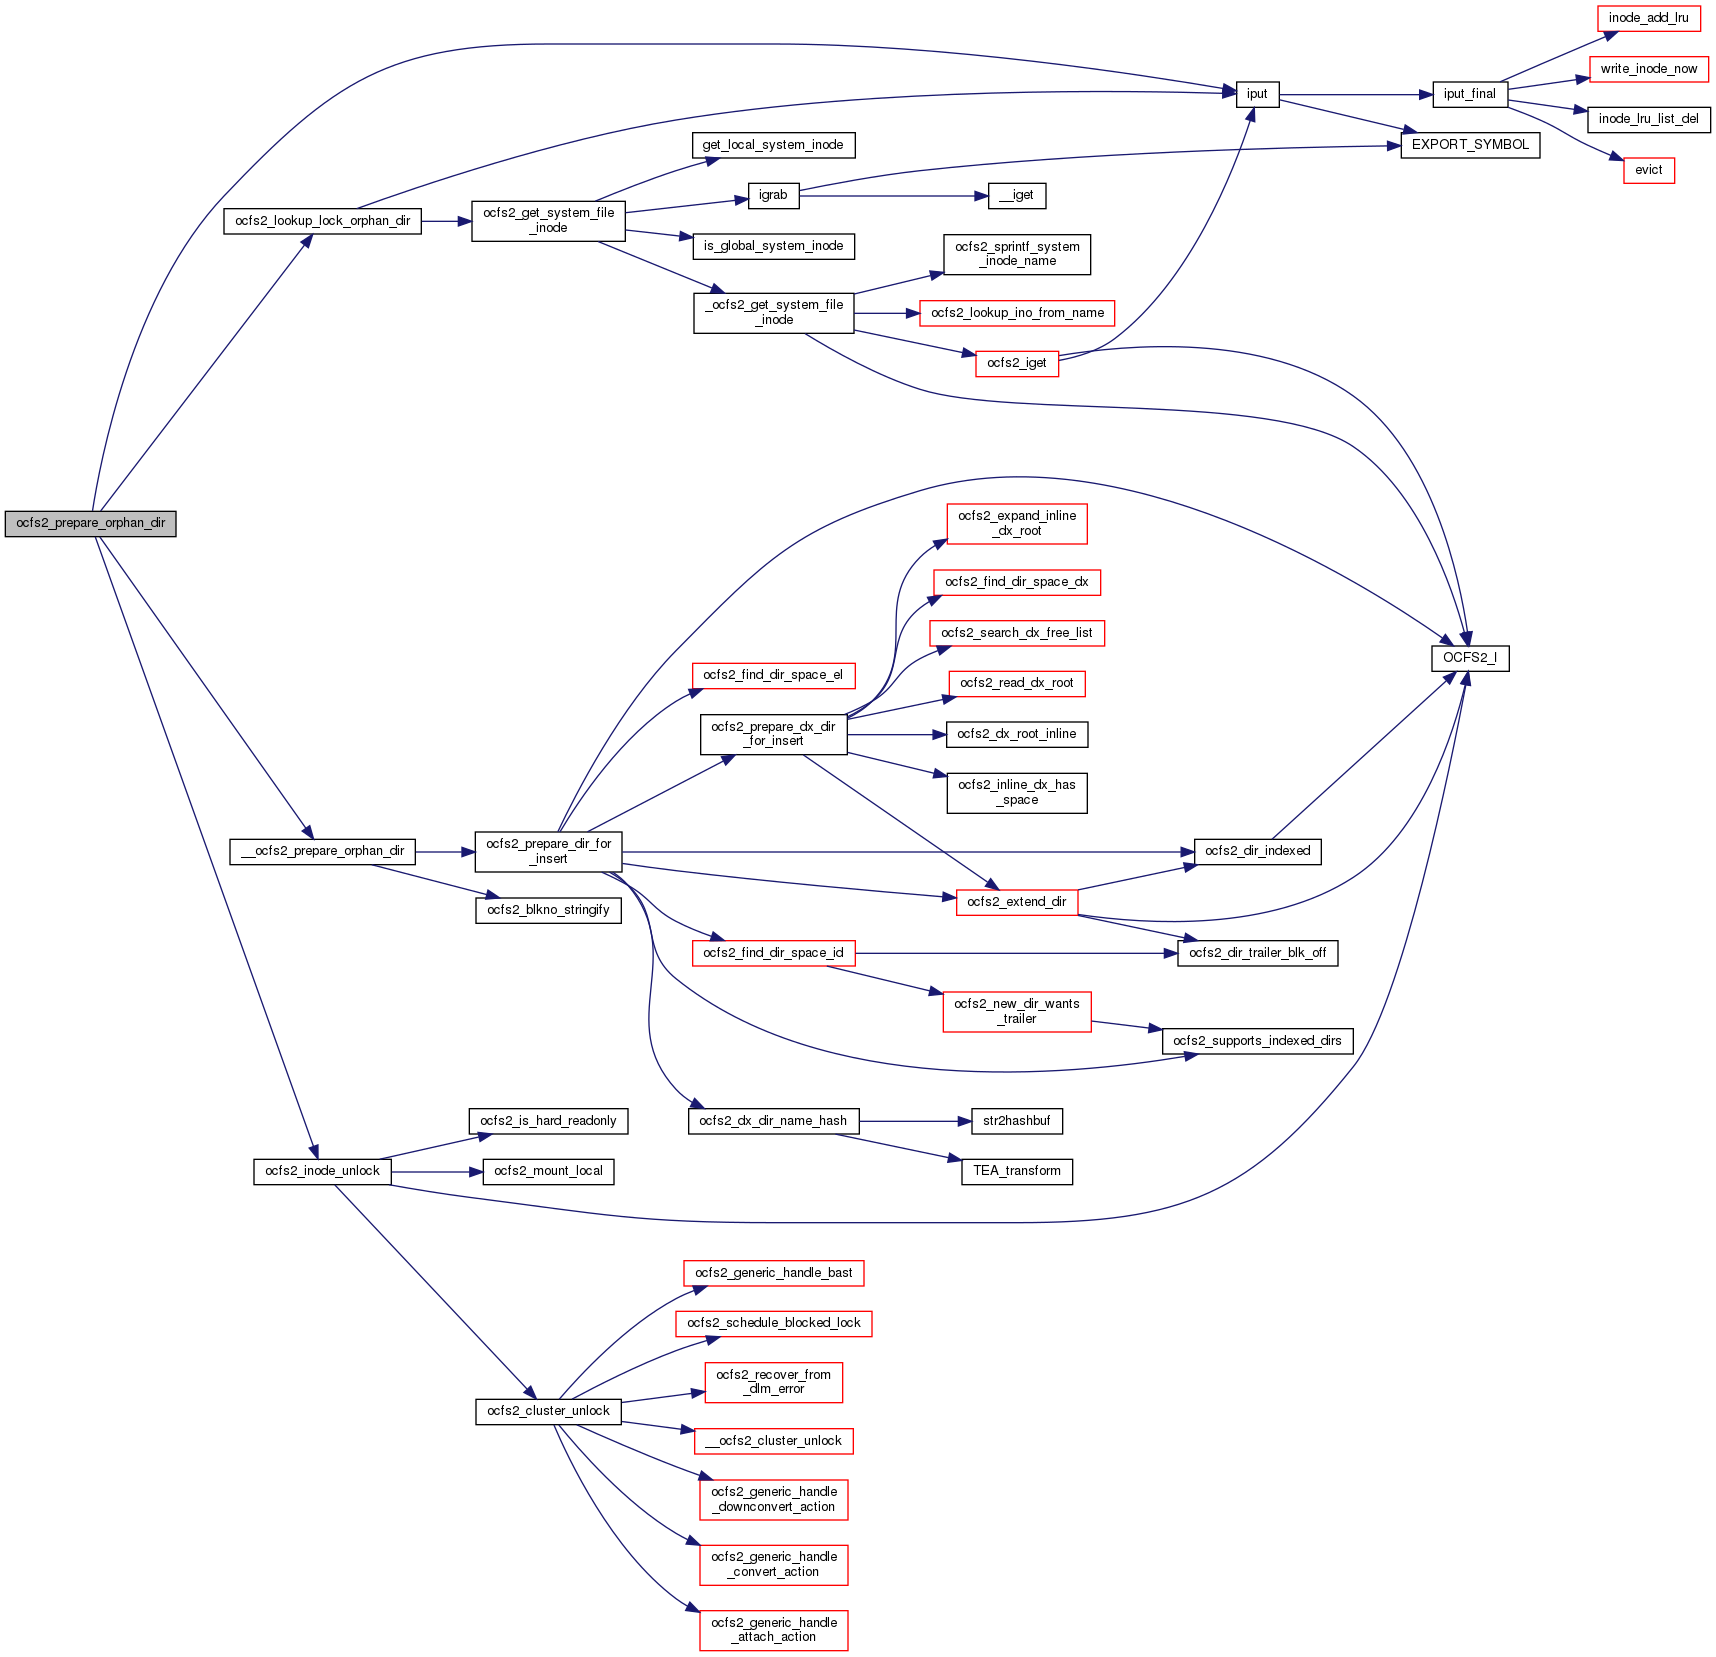 inode_add_lru
write_inode_now
iput
iput_final
inode_lru_list_del
EXPORT_SYMBOL
get_local_system_inode
evict
igrab
__iget
ocfs2_lookup_lock_orphan_dir
ocfs2_get_system_file
_inode
is_global_system_inode
ocfs2_sprintf_system
_inode_name
_ocfs2_get_system_file
_inode
ocfs2_lookup_ino_from_name
ocfs2_iget
ocfs2_prepare_orphan_dir
ocfs2_expand_inline
_dx_root
ocfs2_find_dir_space_dx
ocfs2_search_dx_free_list
OCFS2_I
ocfs2_find_dir_space_el
ocfs2_read_dx_root
ocfs2_prepare_dx_dir
_for_insert
ocfs2_dx_root_inline
ocfs2_inline_dx_has
_space
__ocfs2_prepare_orphan_dir
ocfs2_prepare_dir_for
_insert
ocfs2_dir_indexed
ocfs2_extend_dir
ocfs2_blkno_stringify
ocfs2_find_dir_space_id
ocfs2_dir_trailer_blk_off
ocfs2_new_dir_wants
_trailer
ocfs2_supports_indexed_dirs
ocfs2_is_hard_readonly
ocfs2_dx_dir_name_hash
str2hashbuf
ocfs2_inode_unlock
ocfs2_mount_local
TEA_transform
ocfs2_generic_handle_bast
ocfs2_schedule_blocked_lock
ocfs2_recover_from
_dlm_error
ocfs2_cluster_unlock
__ocfs2_cluster_unlock
ocfs2_generic_handle
_downconvert_action
ocfs2_generic_handle
_convert_action
ocfs2_generic_handle
_attach_action